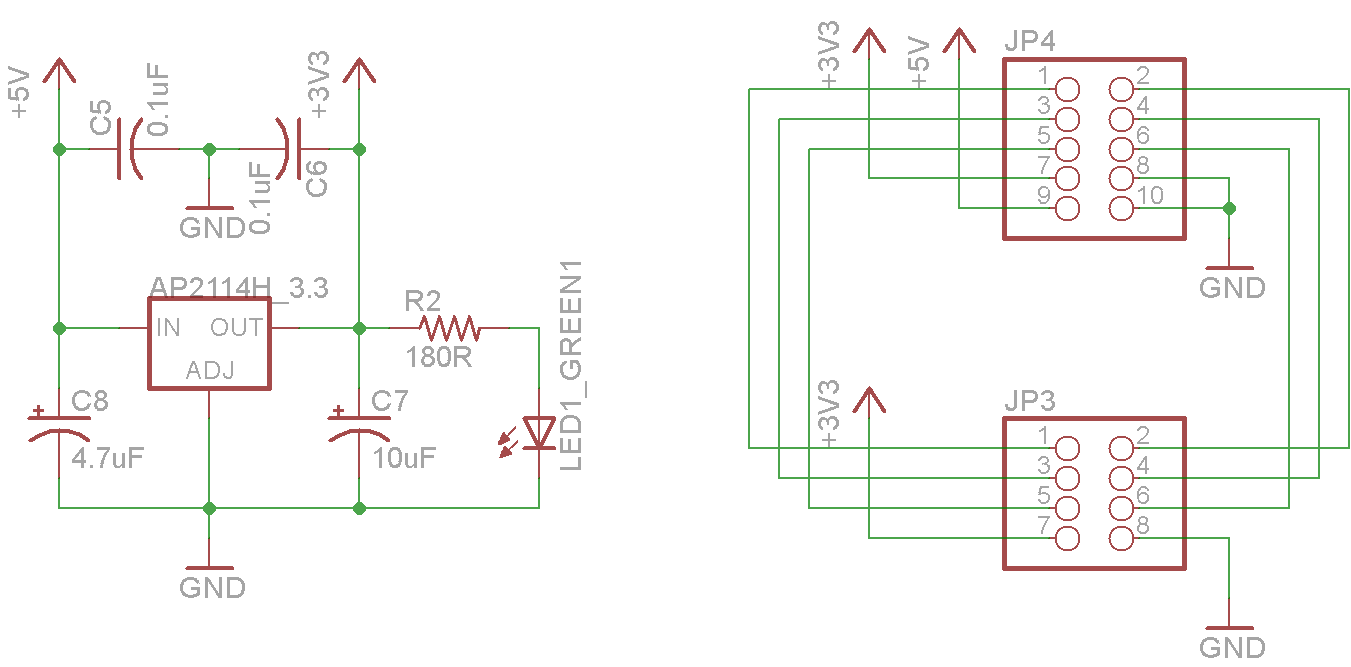 +5V
C5
0.1uF
+3V3
0.1uF
C6
GND
AP2114H_3.3
IN OUT
ADJ
R2
180R
LED1_GREEN1
C8
4.7uF
C7
10uF
GND
+3V3
+5V
JP4
1 2
3 4
5 6
7 8
9 10
GND
+3V3
JP3
1 2
3 4
5 6
7 8
GND